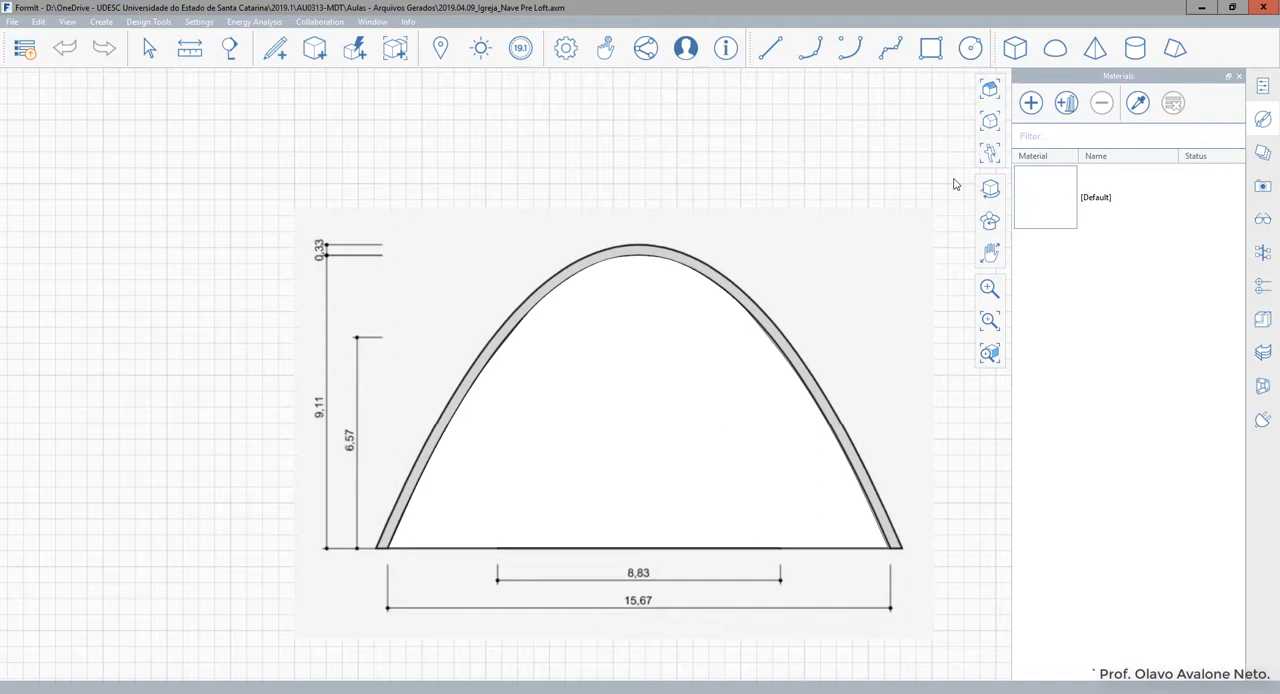 FormIt - D:\OneDrive - UDESC Universidade do Estado de Santa Catarina\2019.1\AU0313-MDT\Aulas - Arquivos Gerados\2019.04.09_Igreja_Nave Pre Loft.axm
File Edit View Create Design Tools Settings Energy Analysis Collaboration Window Info
19.1
Materials
Filter...
Material Name Status
[Default]
0,33
9,11
6,57
8,83
15,67
` Prof. Olavo Avalone Neto.